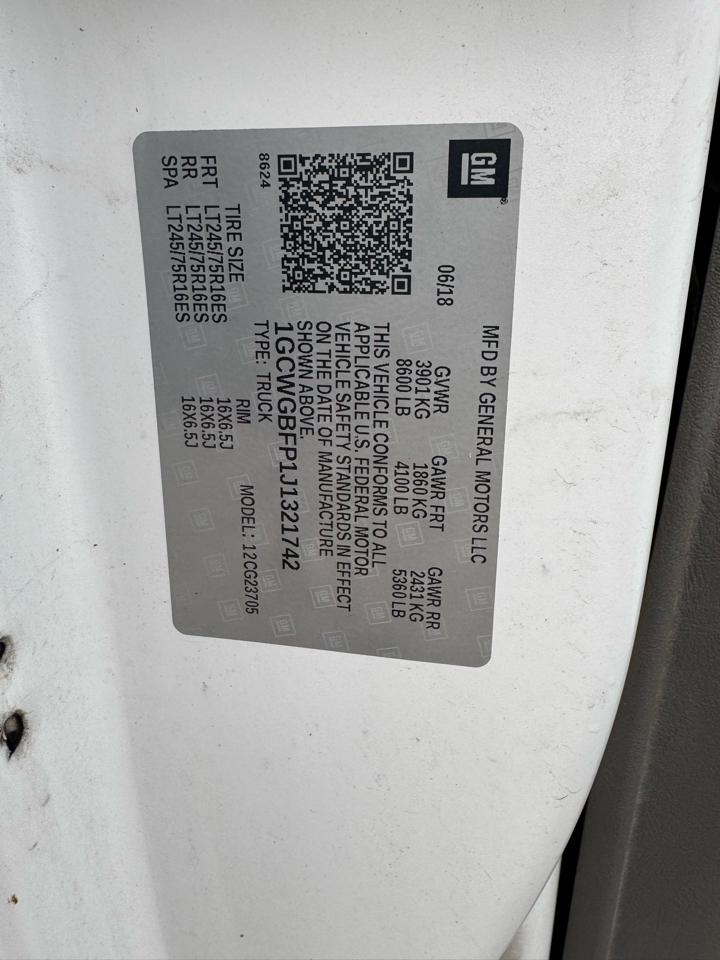 GM
MFD BY GENERAL MOTORS LLC
06/18 GVWR GAWR FRT GAWR RR
3901 KG 1860 KG 2431 KG
8600 LB 4100 LB 5360 LB
THIS VEHICLE CONFORMS TO ALL
APPLICABLE U.S. FEDERAL MOTOR
VEHICLE SAFETY STANDARDS IN EFFECT
ON THE DATE OF MANUFACTURE
SHOWN ABOVE.
1GCWGBFP1J1321742
8624 TYPE: TRUCK MODEL: 12CG23705
TIRE SIZE RIM
FRT LT245/75R16ES 16X6.5J
RR LT245/75R16ES 16X6.5J
SPA LT245/75R16ES 16X6.5J